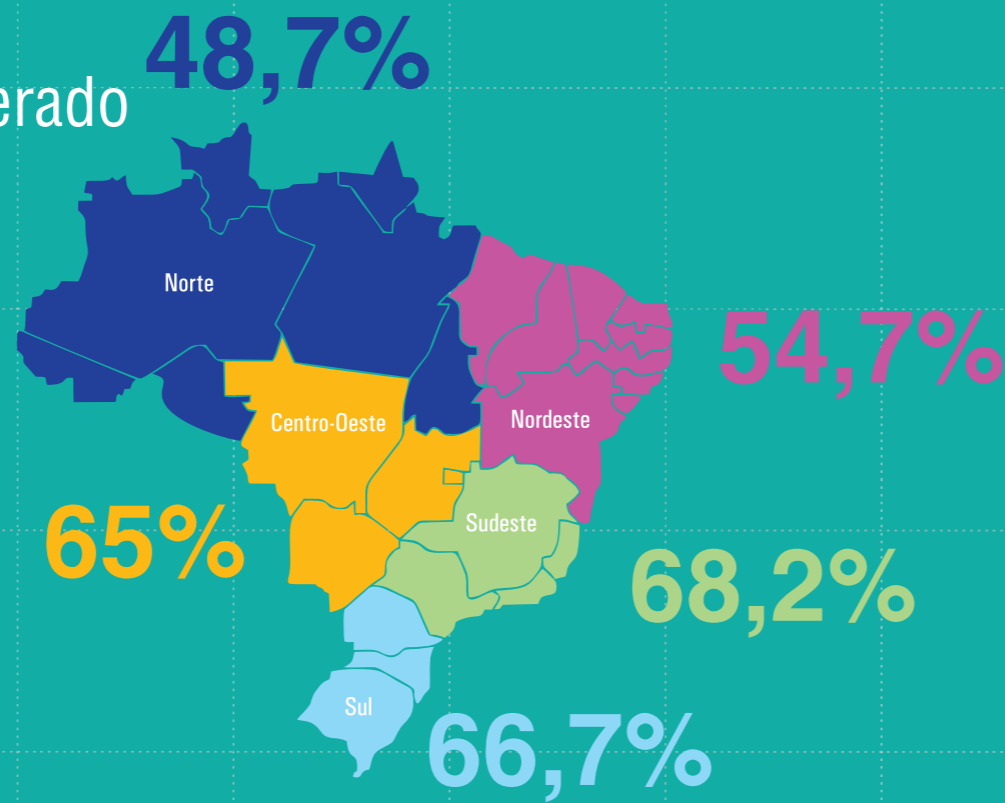 48,7%
erado
Norte
54,7%
Centro-Oeste
Nordeste
65%
Sudeste
68,2%
Sul
66,7%